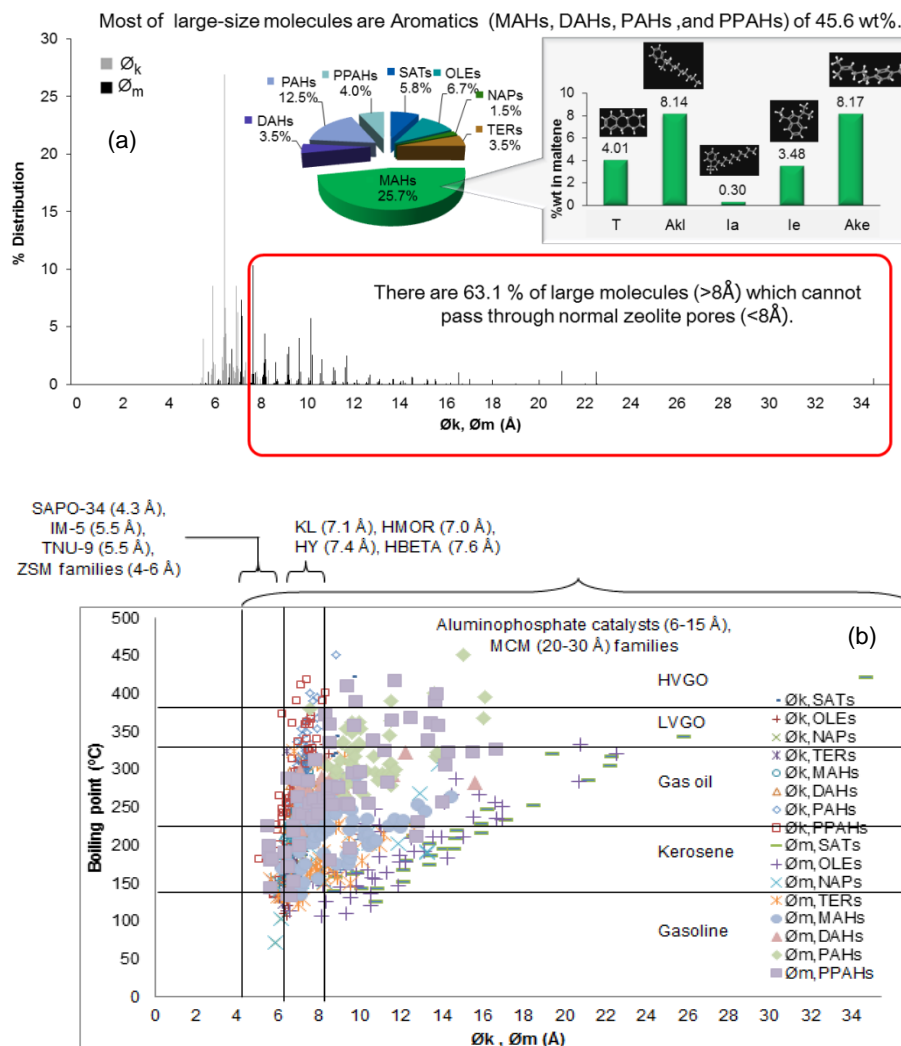 Most of large-size molecules are Aromatics (MAHs, DAHs, PAHs ,and PPAHs) of 45.6 wt%.
30
25
20
15
10
5
0
% Distribution
Øk
Øm
(a)
PAHs
12.5%
PPAHs
4.0%
SATs
5.8%
OLEs
6.7%
NAPs
1.5%
TERs
3.5%
DAHs
3.5%
MAHs
25.7%
%wt in maltene
10
8
6
4
2
0
4.01
8.14
0.30
3.48
8.17
T
Akl
Ia
Ie
Ake
There are 63.1 % of large molecules (>8Å) which cannot
pass through normal zeolite pores (<8Å).
0 2 4 6 8 10 12 14 16 18 20 22 24 26 28 30 32 34
Øk, Øm (Å)
SAPO-34 (4.3 Å),
IM-5 (5.5 Å),
TNU-9 (5.5 Å),
ZSM families (4-6 Å)
KL (7.1 Å), HMOR (7.0 Å),
HY (7.4 Å), HBETA (7.6 Å)
Aluminophosphate catalysts (6-15 Å),
MCM (20-30 Å) families
(b)
500
450
400
350
300
250
200
150
100
50
0
Boiling point (°C)
HVGO
LVGO
Gas oil
Kerosene
Gasoline
Øk, SATs
Øk, OLEs
Øk, NAPs
Øk, TERs
Øk, MAHs
Øk, DAHs
Øk, PAHs
Øk, PPAHs
Øm, SATs
Øm, OLEs
Øm, NAPs
Øm, TERs
Øm, MAHs
Øm, DAHs
Øm, PAHs
Øm, PPAHs
0 2 4 6 8 10 12 14 16 18 20 22 24 26 28 30 32 34
Øk , Øm (Å)